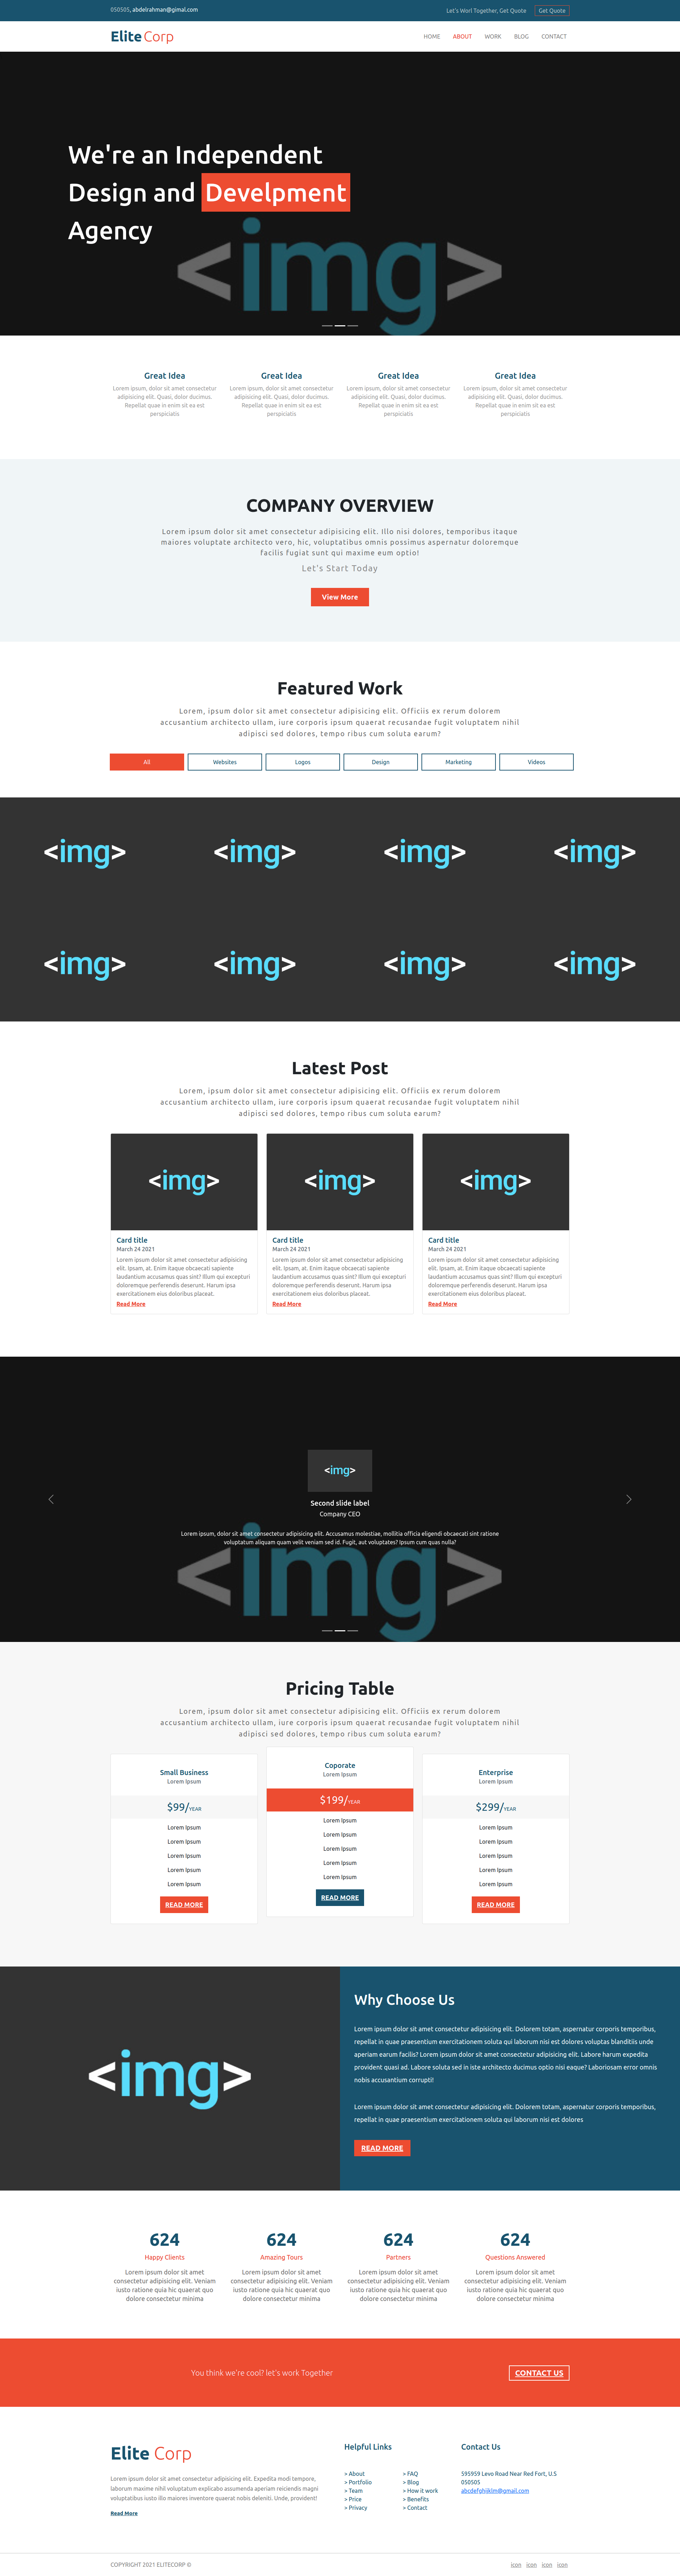 050505, abdelrahman@gimal.com
Let's Worl Together, Get Quote
Get Quote
Elite Corp
HOME ABOUT WORK BLOG CONTACT
We're an Independent
Design and Develpment
Agency
<img>
Great Idea
Lorem ipsum, dolor sit amet consectetur
adipisicing elit. Quasi, dolor ducimus.
Repellat quae in enim sit ea est
perspiciatis
Great Idea
Lorem ipsum, dolor sit amet consectetur
adipisicing elit. Quasi, dolor ducimus.
Repellat quae in enim sit ea est
perspiciatis
Great Idea
Lorem ipsum, dolor sit amet consectetur
adipisicing elit. Quasi, dolor ducimus.
Repellat quae in enim sit ea est
perspiciatis
Great Idea
Lorem ipsum, dolor sit amet consectetur
adipisicing elit. Quasi, dolor ducimus.
Repellat quae in enim sit ea est
perspiciatis
COMPANY OVERVIEW
Lorem ipsum dolor sit amet consectetur adipisicing elit. Illo nisi dolores, temporibus itaque
maiores voluptate architecto vero, hic, voluptatibus omnis possimus aspernatur doloremque
facilis fugiat sunt qui maxime eum optio!
Let's Start Today
View More
Featured Work
Lorem, ipsum dolor sit amet consectetur adipisicing elit. Officiis ex rerum dolorem
accusantium architecto ullam, iure corporis ipsum quaerat recusandae fugit voluptatem nihil
adipisci sed dolores, tempo ribus cum soluta earum?
All
Websites
Logos
Design
Marketing
Videos
<img> <img> <img> <img>
<img> <img> <img> <img>
Latest Post
Lorem, ipsum dolor sit amet consectetur adipisicing elit. Officiis ex rerum dolorem
accusantium architecto ullam, iure corporis ipsum quaerat recusandae fugit voluptatem nihil
adipisci sed dolores, tempo ribus cum soluta earum?
<img>
Card title
March 24 2021
Lorem ipsum dolor sit amet consectetur adipisicing
elit. Ipsam, at. Enim itaque obcaecati sapiente
laudantium accusamus quas sint? Illum qui excepturi
doloremque perferendis deserunt. Harum ipsa
exercitationem eius doloribus placeat.
Read More
<img>
Card title
March 24 2021
Lorem ipsum dolor sit amet consectetur adipisicing
elit. Ipsam, at. Enim itaque obcaecati sapiente
laudantium accusamus quas sint? Illum qui excepturi
doloremque perferendis deserunt. Harum ipsa
exercitationem eius doloribus placeat.
Read More
<img>
Card title
March 24 2021
Lorem ipsum dolor sit amet consectetur adipisicing
elit. Ipsam, at. Enim itaque obcaecati sapiente
laudantium accusamus quas sint? Illum qui excepturi
doloremque perferendis deserunt. Harum ipsa
exercitationem eius doloribus placeat.
Read More
<img>
Second slide label
Company CEO
Lorem ipsum, dolor sit amet consectetur adipisicing elit. Accusamus molestiae, mollitia officia eligendi obcaecati sint ratione
voluptatum aliquam quam velit veniam sed id. Fugit, aut voluptates? Ipsum cum quas nulla?
<img>
Pricing Table
Lorem, ipsum dolor sit amet consectetur adipisicing elit. Officiis ex rerum dolorem
accusantium architecto ullam, iure corporis ipsum quaerat recusandae fugit voluptatem nihil
adipisci sed dolores, tempo ribus cum soluta earum?
Small Business
Lorem Ipsum
$99/YEAR
Lorem Ipsum
Lorem Ipsum
Lorem Ipsum
Lorem Ipsum
Lorem Ipsum
READ MORE
Coporate
Lorem Ipsum
$199/YEAR
Lorem Ipsum
Lorem Ipsum
Lorem Ipsum
Lorem Ipsum
Lorem Ipsum
READ MORE
Enterprise
Lorem Ipsum
$299/YEAR
Lorem Ipsum
Lorem Ipsum
Lorem Ipsum
Lorem Ipsum
Lorem Ipsum
READ MORE
<img>
Why Choose Us
Lorem ipsum dolor sit amet consectetur adipisicing elit. Dolorem totam, aspernatur corporis temporibus,
repellat in quae praesentium exercitationem soluta qui laborum nisi est dolores voluptas blanditiis unde
aperiam earum facilis? Lorem ipsum dolor sit amet consectetur adipisicing elit. Labore harum expedita
provident quasi ad. Labore soluta sed in iste architecto ducimus optio nisi eaque? Laboriosam error omnis
nobis accusantium corrupti!
Lorem ipsum dolor sit amet consectetur adipisicing elit. Dolorem totam, aspernatur corporis temporibus,
repellat in quae praesentium exercitationem soluta qui laborum nisi est dolores
READ MORE
624
Happy Clients
Lorem ipsum dolor sit amet
consectetur adipisicing elit. Veniam
iusto ratione quia hic quaerat quo
dolore consectetur minima
624
Amazing Tours
Lorem ipsum dolor sit amet
consectetur adipisicing elit. Veniam
iusto ratione quia hic quaerat quo
dolore consectetur minima
624
Partners
Lorem ipsum dolor sit amet
consectetur adipisicing elit. Veniam
iusto ratione quia hic quaerat quo
dolore consectetur minima
624
Questions Answered
Lorem ipsum dolor sit amet
consectetur adipisicing elit. Veniam
iusto ratione quia hic quaerat quo
dolore consectetur minima
You think we're cool? let's work Together
CONTACT US
Elite Corp
Lorem ipsum dolor sit amet consectetur adipisicing elit. Expedita modi tempore,
laborum maxime nihil voluptatum explicabo assumenda aperiam reiciendis magni
voluptatibus iusto illo maiores inventore quaerat nobis deleniti. Unde, provident!
Read More
Helpful Links
> About
> Portfolio
> Team
> Price
> Privacy
> FAQ
> Blog
> How it work
> Benefits
> Contact
Contact Us
595959 Levo Road Near Red Fort, U.S
050505
abcdefghijklm@gmail.com
COPYRIGHT 2021 ELITECORP ©
icon icon icon icon